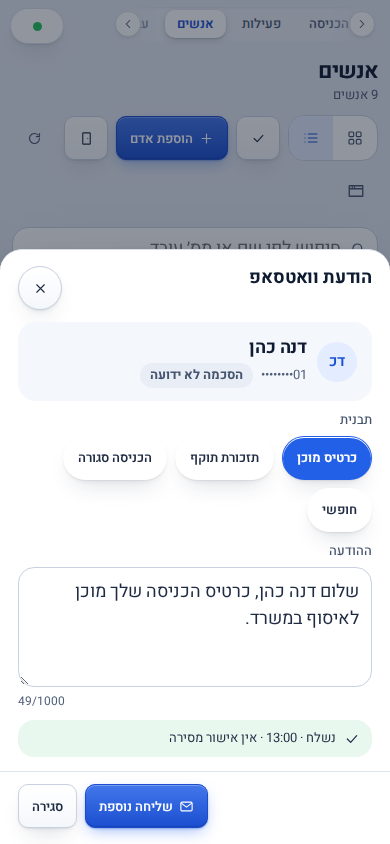 הכניסה פעילות אנשים
אנשים
9 אנשים
הוספת אדם
הודעת וואטסאפ
דכ
דנה כהן
••••••••01 הסכמה לא ידועה
תבנית
כרטיס מוכן תזכורת תוקף הכניסה סגורה
חופשי
ההודעה
שלום דנה כהן, כרטיס הכניסה שלך מוכן
לאיסוף במשרד.
49/1000
נשלח · 13:00 · אין אישור מסירה
שליחה נוספת סגירה